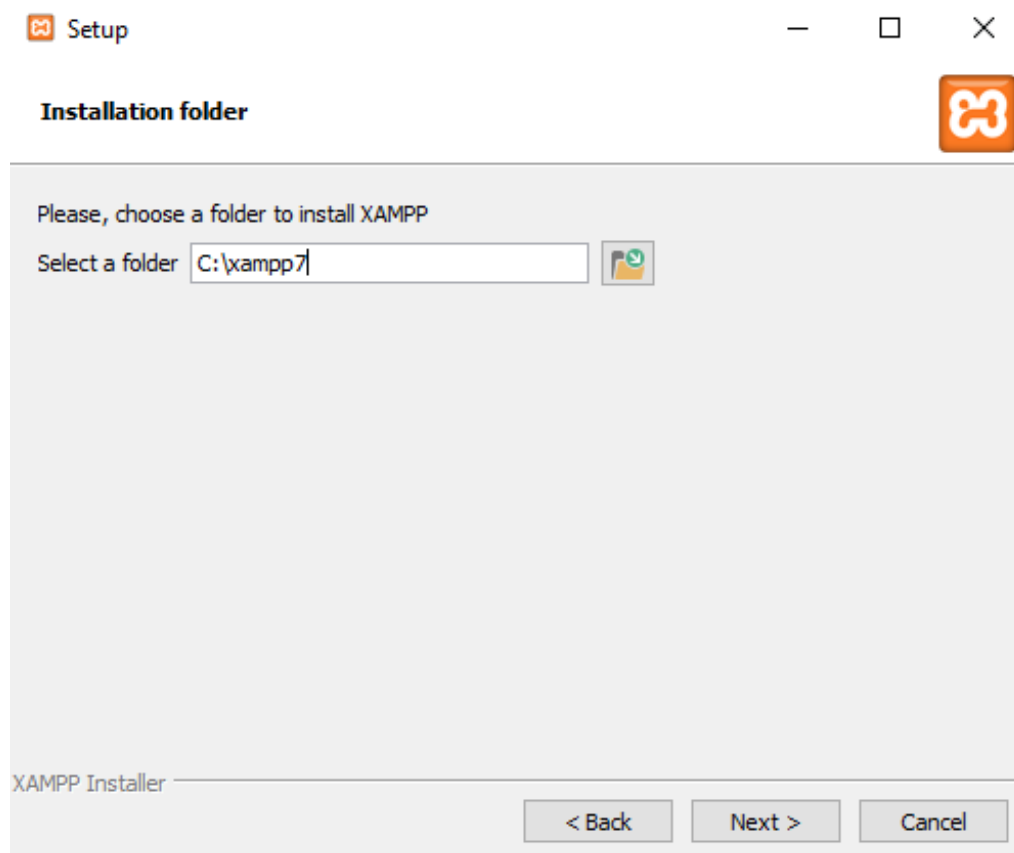 Setup
Installation folder
Please, choose a folder to install XAMPP
Select a folder C:\xampp7
XAMPP Installer
< Back Next > Cancel